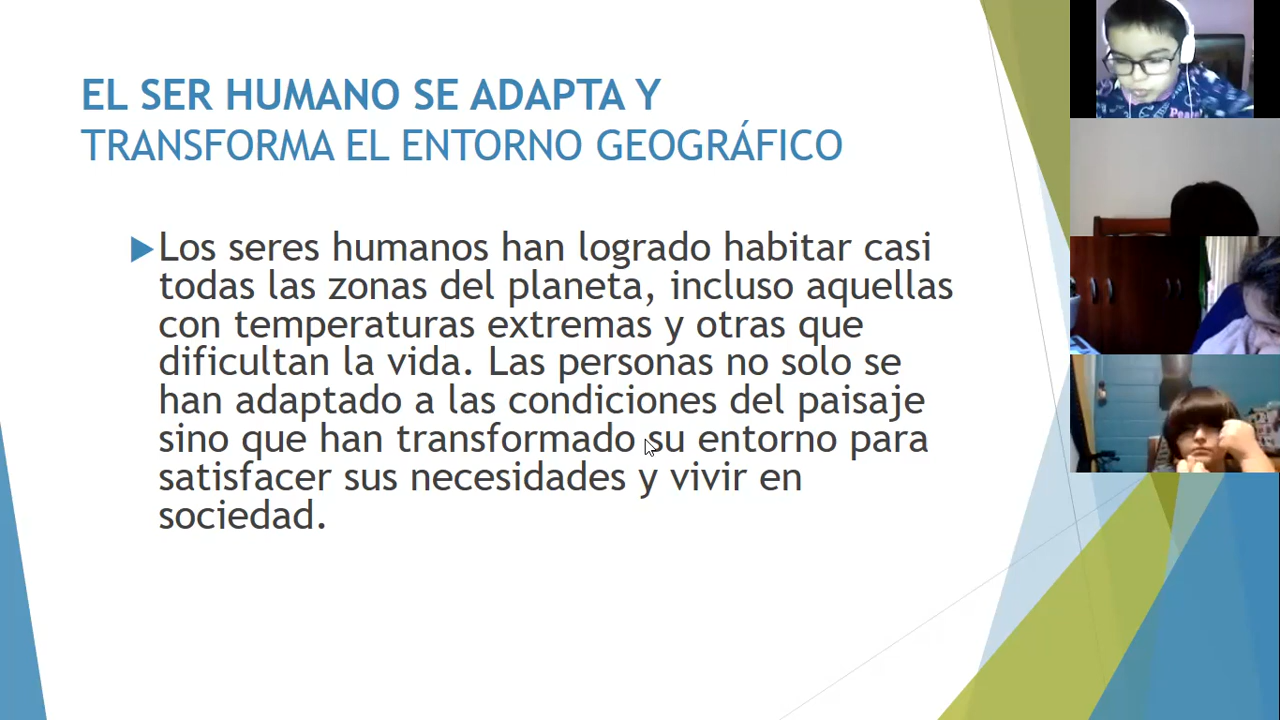 EL SER HUMANO SE ADAPTA Y
TRANSFORMA EL ENTORNO GEOGRÁFICO
Los seres humanos han logrado habitar casi
todas las zonas del planeta, incluso aquellas
con temperaturas extremas y otras que
dificultan la vida. Las personas no solo se
han adaptado a las condiciones del paisaje
sino que han transformado su entorno para
satisfacer sus necesidades y vivir en
sociedad.